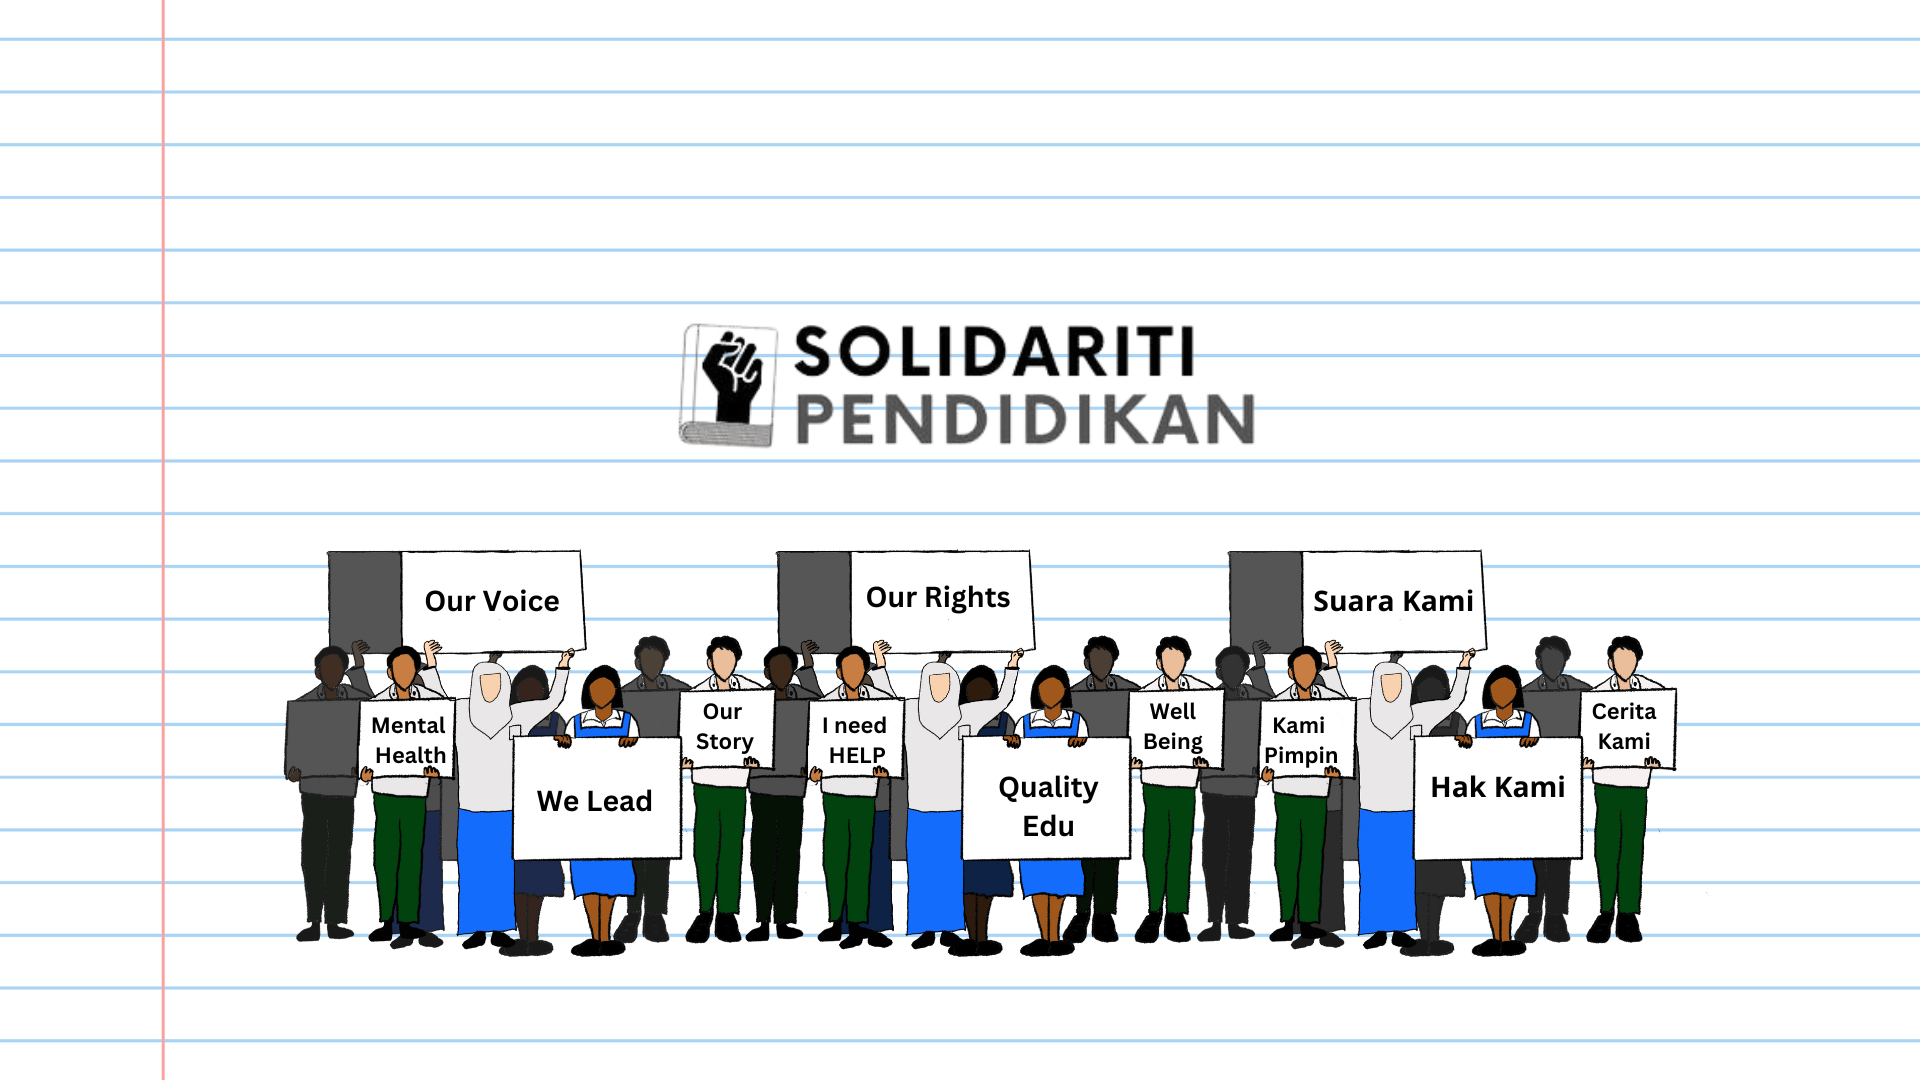 SOLIDARITI
PENDIDIKAN
Our Voice
Our Rights
Suara Kami
Mental
Health
We Lead
Our
Story
I need
HELP
Quality
Edu
Well
Being
Kami
Pimpin
Hak Kami
Cerita
Kami